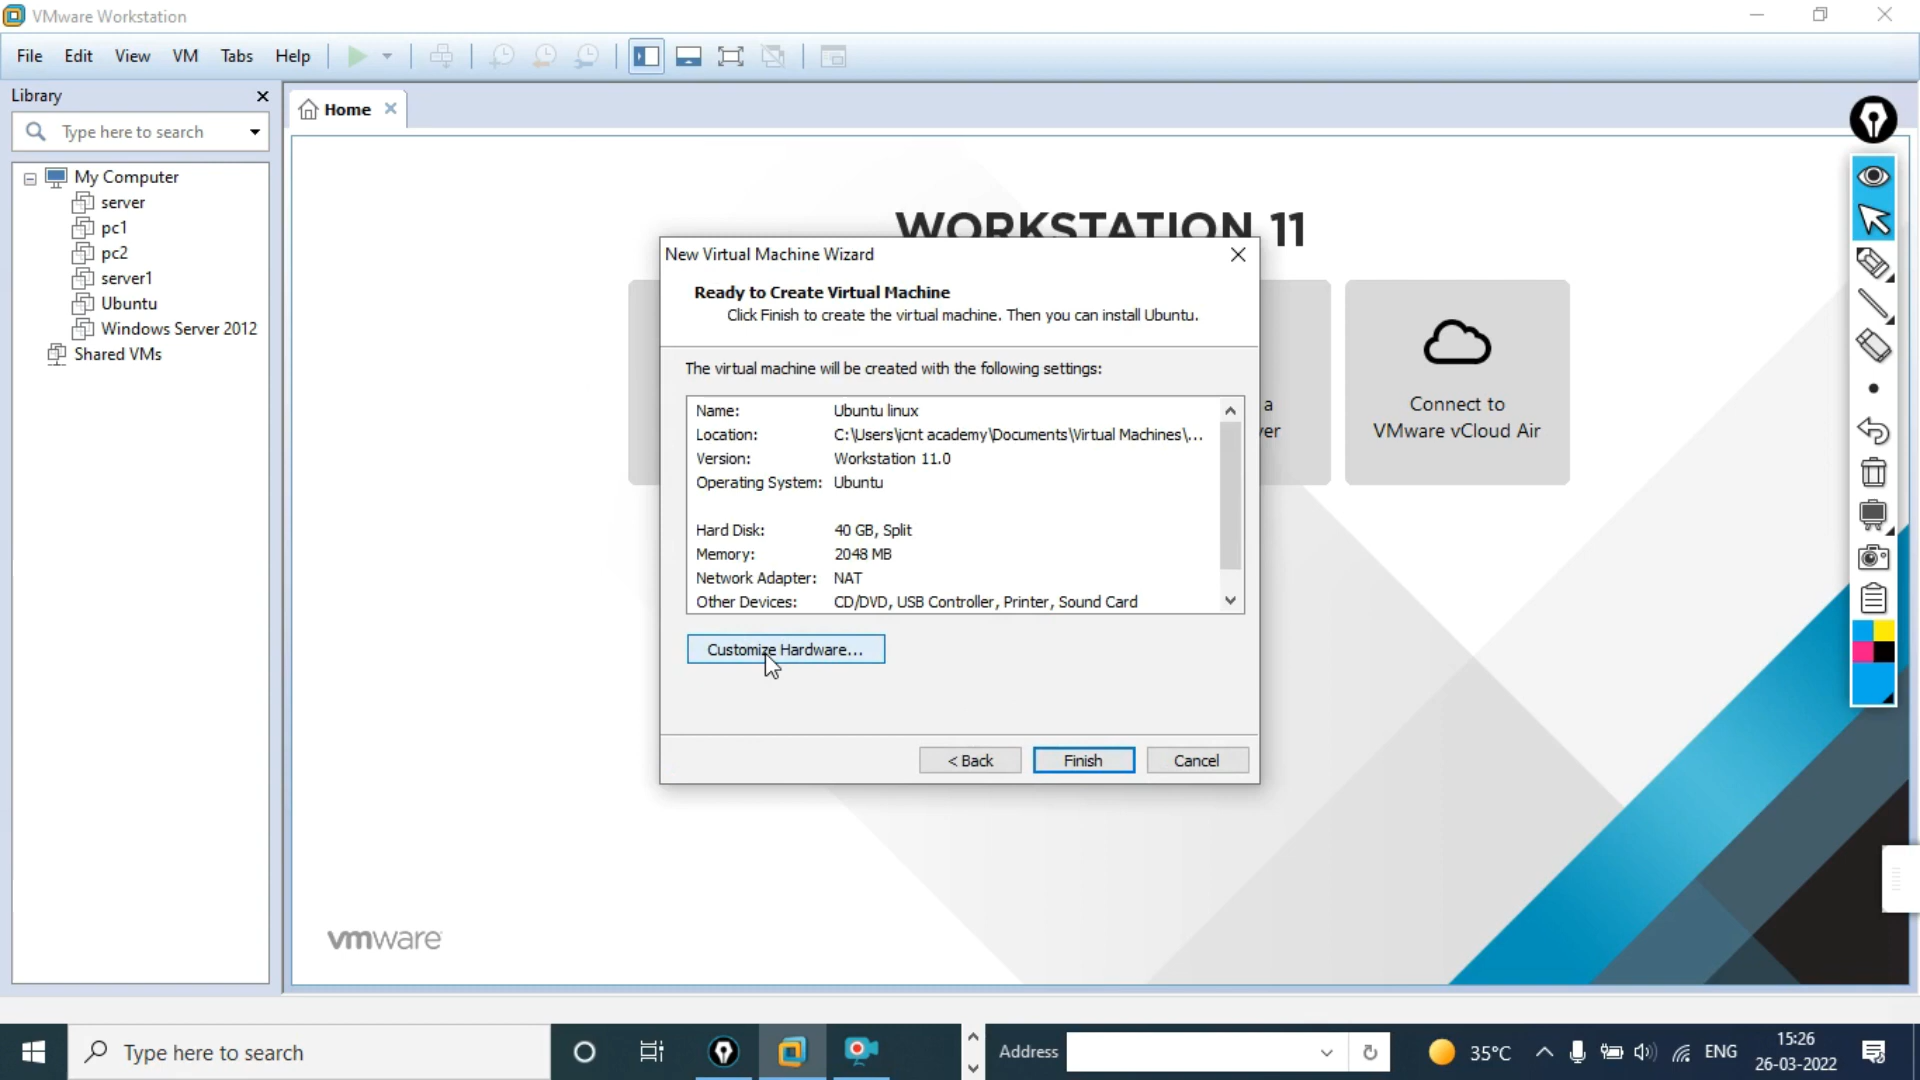 VMware Workstation
File Edit View VM Tabs Help
Library
Home
Type here to search
My Computer
server
pc1
pc2
server1
Ubuntu
Windows Server 2012
Shared VMs
WORKSTATION 11
New Virtual Machine Wizard
Ready to Create Virtual Machine
Click Finish to create the virtual machine. Then you can install Ubuntu.
The virtual machine will be created with the following settings:
Name: Ubuntu linux
Location: C:\Users\icnt academy\Documents\Virtual Machines\...
Version: Workstation 11.0
Operating System: Ubuntu
Hard Disk: 40 GB, Split
Memory: 2048 MB
Network Adapter: NAT
Other Devices: CD/DVD, USB Controller, Printer, Sound Card
Customize Hardware...
< Back Finish Cancel
a
Connect to
VMware vCloud Air
vmware
Type here to search
Address
35°C
ENG
15:26
26-03-2022